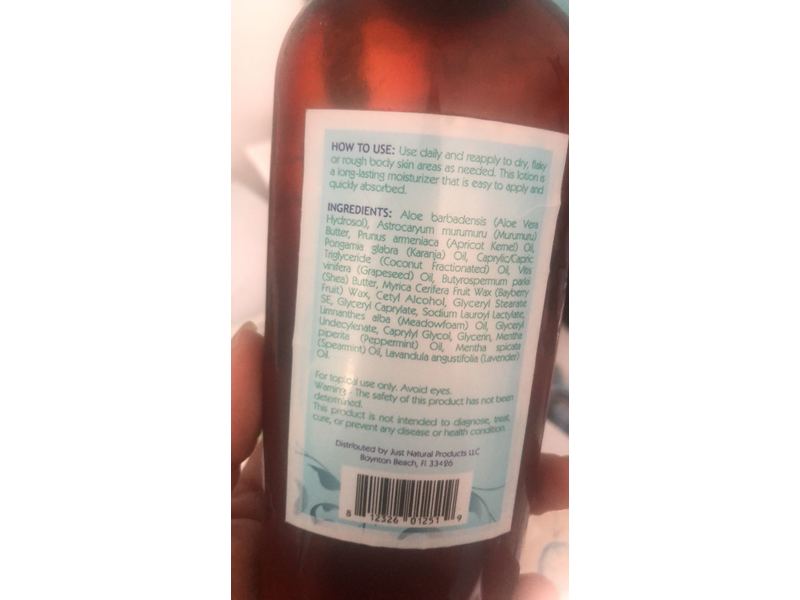 HOW TO USE: Use daily and reapply to dry, flaky
or rough body skin areas as needed. This lotion is
a long-lasting moisturizer that is easy to apply and
quickly absorbed.
INGREDIENTS: Aloe barbadensis (Aloe Vera
Hydrosol), Astrocaryum murumuru (Murumuru)
Butter, Prunus armeniaca (Apricot Kernel) Oil,
Pongamia glabra (Karanja) Oil, Caprylic/Capric
Triglyceride (Coconut Fractionated) Oil, Vitis
vinifera (Grapeseed) Oil, Butyrospermum parkii
(Shea) Butter, Myrica Cerifera Fruit Wax (Bayberry
Fruit) Wax, Cetyl Alcohol, Glyceryl Stearate
SE, Glyceryl Caprylate, Sodium Lauroyl Lactylate,
Limnanthes alba (Meadowfoam) Oil, Glyceryl
Undecylenate, Caprylyl Glycol, Glycerin, Mentha
piperita (Peppermint) Oil, Mentha spicata
(Spearmint) Oil, Lavandula angustifolia (Lavender)
Oil.
For topical use only. Avoid eyes.
Warning - The safety of this product has not been
determined.
This product is not intended to diagnose, treat,
cure, or prevent any disease or health condition.
Distributed by Just Natural Products LLC
Boynton Beach, Fl 33426
8 12326 01251 9